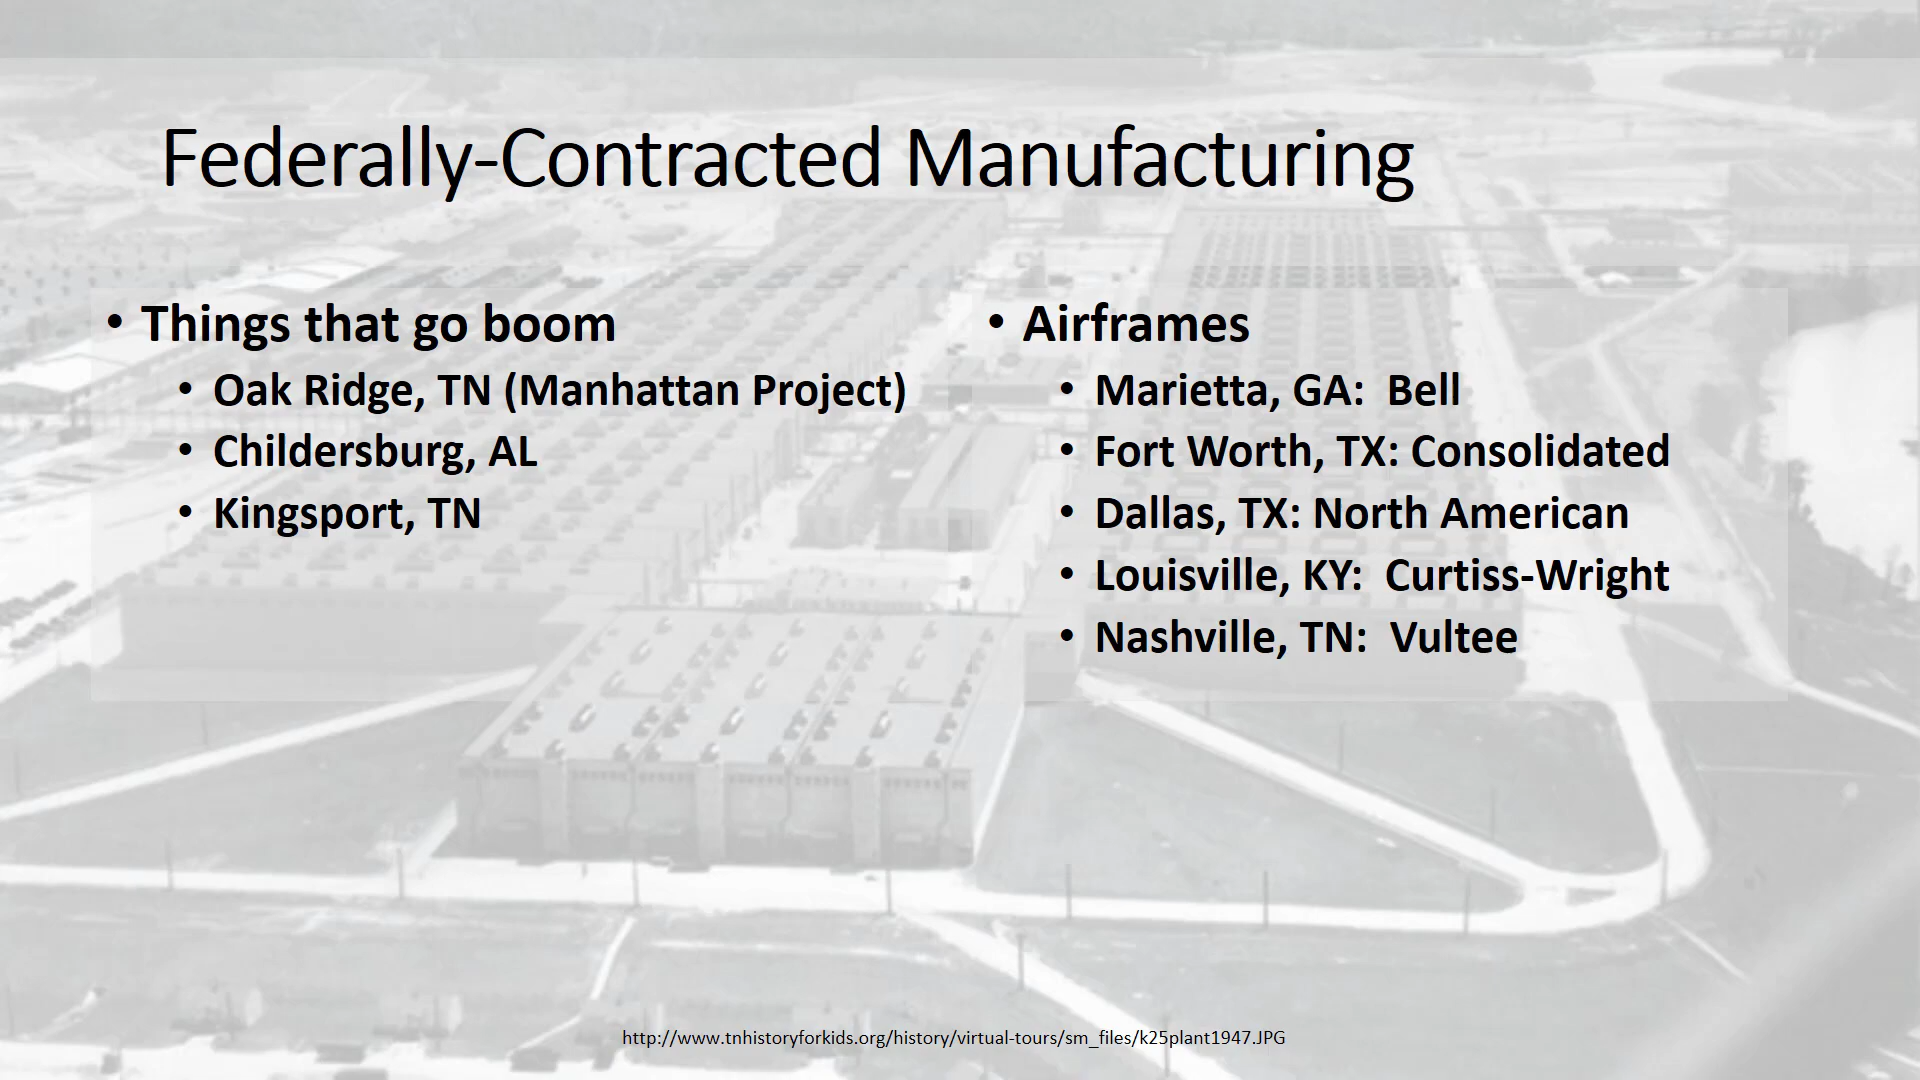 Federally-Contracted Manufacturing
• Things that go boom
• Oak Ridge, TN (Manhattan Project)
• Childersburg, AL
• Kingsport, TN
• Airframes
• Marietta, GA:  Bell
• Fort Worth, TX: Consolidated
• Dallas, TX: North American
• Louisville, KY:  Curtiss-Wright
• Nashville, TN:  Vultee
http://www.tnhistoryforkids.org/history/virtual-tours/sm_files/k25plant1947.JPG